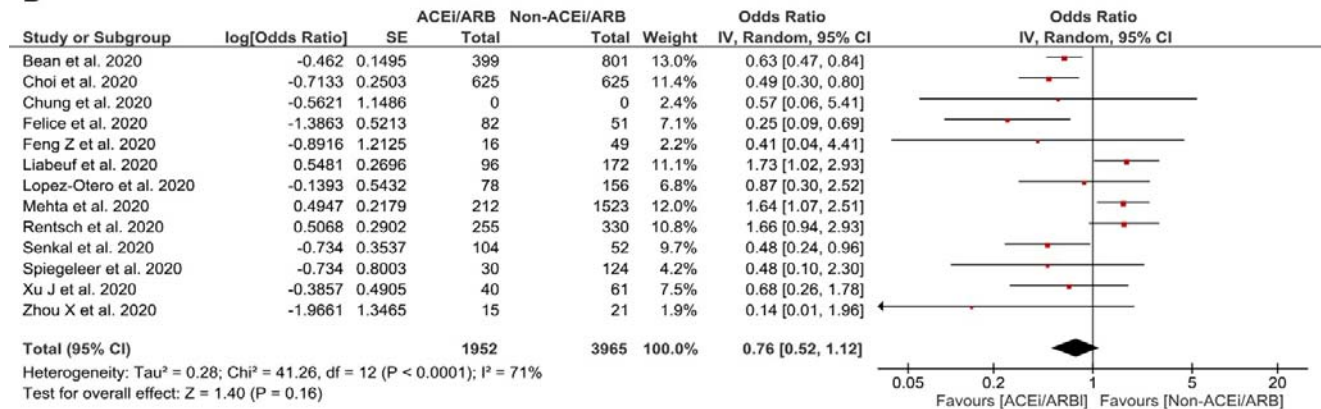 ACEi/ARB Non-ACEi/ARB Odds Ratio Odds Ratio
Study or Subgroup log[Odds Ratio] SE Total Total Weight IV, Random, 95% CI IV, Random, 95% CI
Bean et al. 2020 -0.462 0.1495 399 801 13.0% 0.63 [0.47, 0.84]
Choi et al. 2020 -0.7133 0.2503 625 625 11.4% 0.49 [0.30, 0.80]
Chung et al. 2020 -0.5621 1.1486 0 0 2.4% 0.57 [0.06, 5.41]
Felice et al. 2020 -1.3863 0.5213 82 51 7.1% 0.25 [0.09, 0.69]
Feng Z et al. 2020 -0.8916 1.2125 16 49 2.2% 0.41 [0.04, 4.41]
Liabeuf et al. 2020 0.5481 0.2696 96 172 11.1% 1.73 [1.02, 2.93]
Lopez-Otero et al. 2020 -0.1393 0.5432 78 156 6.8% 0.87 [0.30, 2.52]
Mehta et al. 2020 0.4947 0.2179 212 1523 12.0% 1.64 [1.07, 2.51]
Rentsch et al. 2020 0.5068 0.2902 255 330 10.8% 1.66 [0.94, 2.93]
Senkal et al. 2020 -0.734 0.3537 104 52 9.7% 0.48 [0.24, 0.96]
Spiegeleer et al. 2020 -0.734 0.8003 30 124 4.2% 0.48 [0.10, 2.30]
Xu J et al. 2020 -0.3857 0.4905 40 61 7.5% 0.68 [0.26, 1.78]
Zhou X et al. 2020 -1.9661 1.3465 15 21 1.9% 0.14 [0.01, 1.96]
Total (95% CI) 1952 3965 100.0% 0.76 [0.52, 1.12]
Heterogeneity: Tau² = 0.28; Chi² = 41.26, df = 12 (P < 0.0001); I² = 71%
Test for overall effect: Z = 1.40 (P = 0.16)
0.05 0.2 1 5 20
Favours [ACEi/ARBI] Favours [Non-ACEi/ARB]